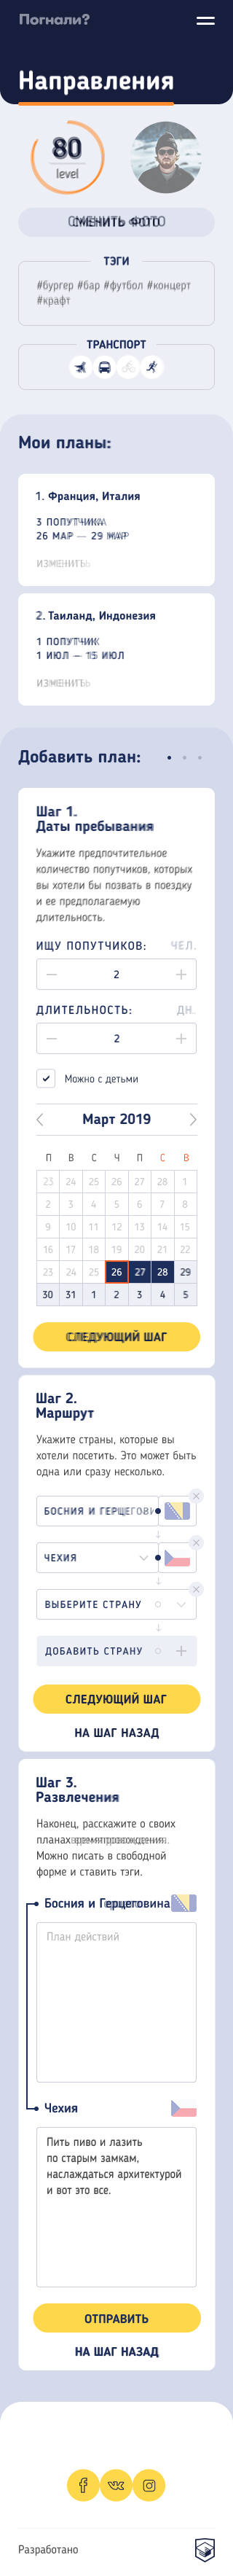 Погнали?
Направления
80
level
СМЕНИТЬ ФОТО
ТЭГИ
#бургер #бар #футбол #концерт
#крафт
ТРАНСПОРТ
Мои планы:
1. Франция, Италия
3 ПОПУТЧИКА
26 МАР — 29 МАР
ИЗМЕНИТЬ
2. Таиланд, Индонезия
1 ПОПУТЧИК
1 ИЮЛ — 15 ИЮЛ
ИЗМЕНИТЬ
Добавить план:
Шаг 1.
Даты пребывания
Укажите предпочтительное
количество попутчиков, которых
вы хотели бы позвать в поездку
и ее предполагаемую
длительность.
ИЩУ ПОПУТЧИКОВ: ЧЕЛ.
2
ДЛИТЕЛЬНОСТЬ: ДН.
2
Можно с детьми
Март 2019
П В С Ч П С В
23 24 25 26 27 28 1
2 3 4 5 6 7 8
9 10 11 12 13 14 15
16 17 18 19 20 21 22
23 24 25 26 27 28 29
30 31 1 2 3 4 5
СЛЕДУЮЩИЙ ШАГ
Шаг 2.
Маршрут
Укажите страны, которые вы
хотели посетить. Это может быть
одна или сразу несколько.
БОСНИЯ И ГЕРЦЕГОВИ
ЧЕХИЯ
ВЫБЕРИТЕ СТРАНУ
ДОБАВИТЬ СТРАНУ
СЛЕДУЮЩИЙ ШАГ
НА ШАГ НАЗАД
Шаг 3.
Развлечения
Наконец, расскажите о своих
планах времяпровождения.
Можно писать в свободной
форме и ставить тэги.
Босния и Герцеговина
План действий
Чехия
Пить пиво и лазить
по старым замкам,
наслаждаться архитектурой
и вот это все.
ОТПРАВИТЬ
НА ШАГ НАЗАД
Разработано